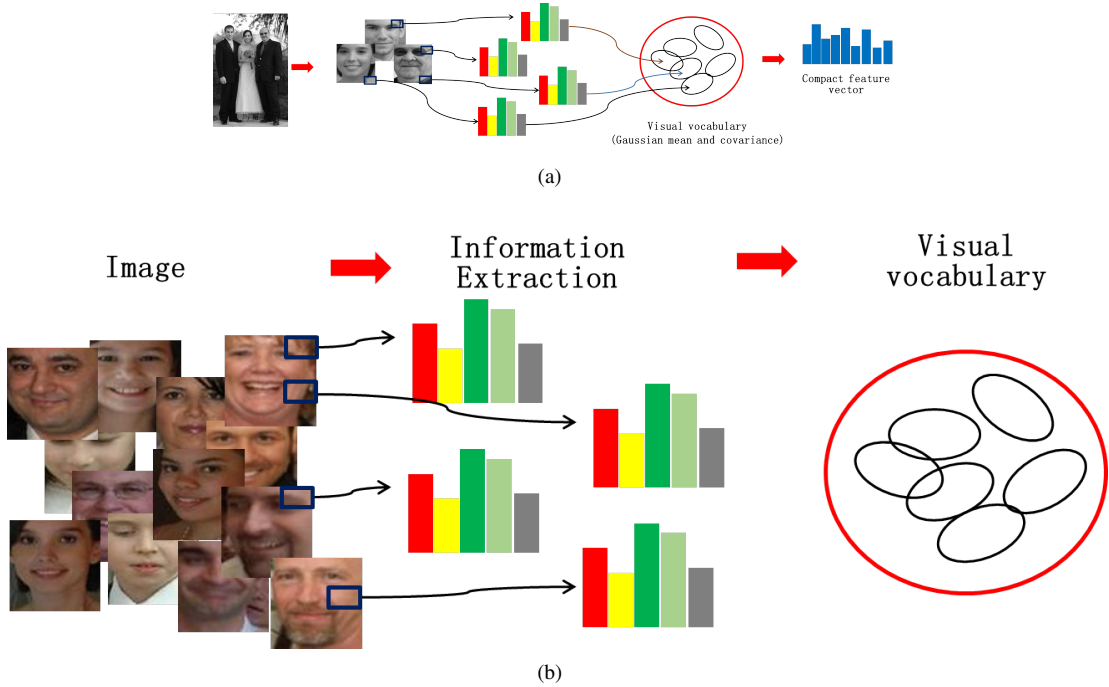 Compact feature
vector
Visual vocabulary
(Gaussian mean and covariance)
(a)
Image
Information
Extraction
Visual
vocabulary
(b)